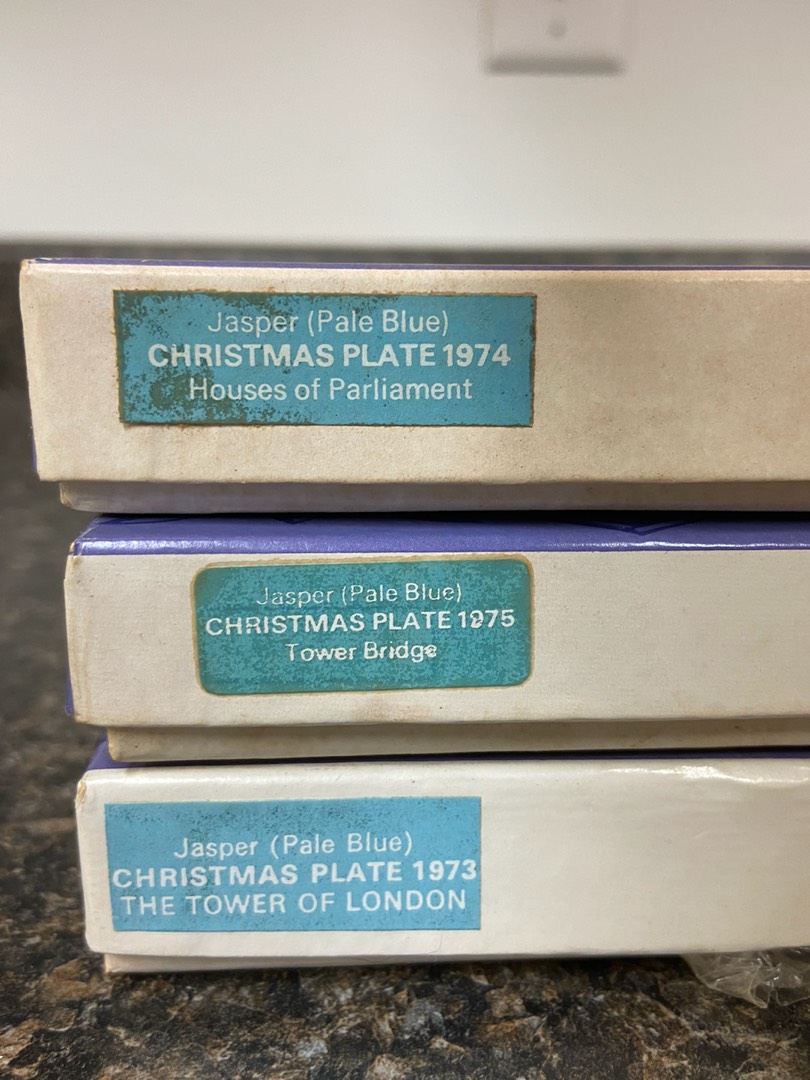 Jasper (Pale Blue)
CHRISTMAS PLATE 1974
Houses of Parliament
Jasper (Pale Blue)
CHRISTMAS PLATE 1975
Tower Bridge
Jasper (Pale Blue)
CHRISTMAS PLATE 1973
THE TOWER OF LONDON